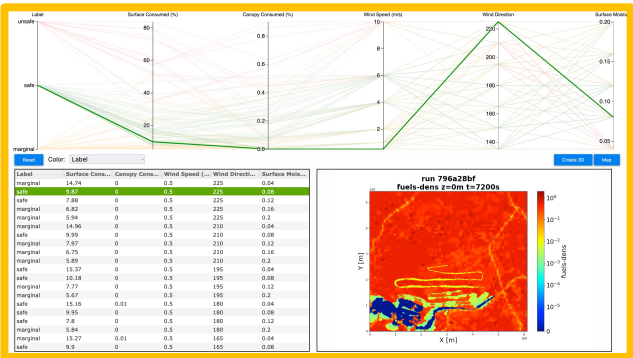 Label Surface Consumed (%) Canopy Consumed (%) Wind Speed (m/s) Wind Direction Surface Moistu
unsafe 80 0.8 10 220 0.20
60 0.6 8 200 0.15
safe 6 180
40 0.4 4 160 0.10
20 0.2 2 140 0.05
marginal 0.0
Reset Color: Label Create 3D Map
Label Surface Cons... Canopy Cons... Wind Speed (... Wind Directi... Surface Mois...
marginal 14.74 0 0.5 225 0.04
safe 9.87 0 0.5 225 0.08
safe 7.88 0 0.5 225 0.12
marginal 6.82 0 0.5 225 0.16
marginal 5.94 0 0.5 225 0.2
marginal 14.96 0 0.5 210 0.04
safe 9.99 0 0.5 210 0.08
marginal 7.97 0 0.5 210 0.12
marginal 6.75 0 0.5 210 0.16
marginal 5.89 0 0.5 210 0.2
safe 15.37 0 0.5 195 0.04
safe 10.18 0 0.5 195 0.08
marginal 7.77 0 0.5 195 0.12
marginal 5.67 0 0.5 195 0.2
safe 15.16 0.01 0.5 180 0.04
safe 9.95 0 0.5 180 0.08
safe 7.8 0 0.5 180 0.12
marginal 5.84 0 0.5 180 0.2
marginal 15.27 0.01 0.5 165 0.04
safe 9.9 0 0.5 165 0.08
run 796a28bf
fuels-dens z=0m t=7200s
Y [m]
X [m]
10⁰
10⁻¹
10⁻²
10⁻³
10⁻⁴
10⁻⁵
0
fuels-dens